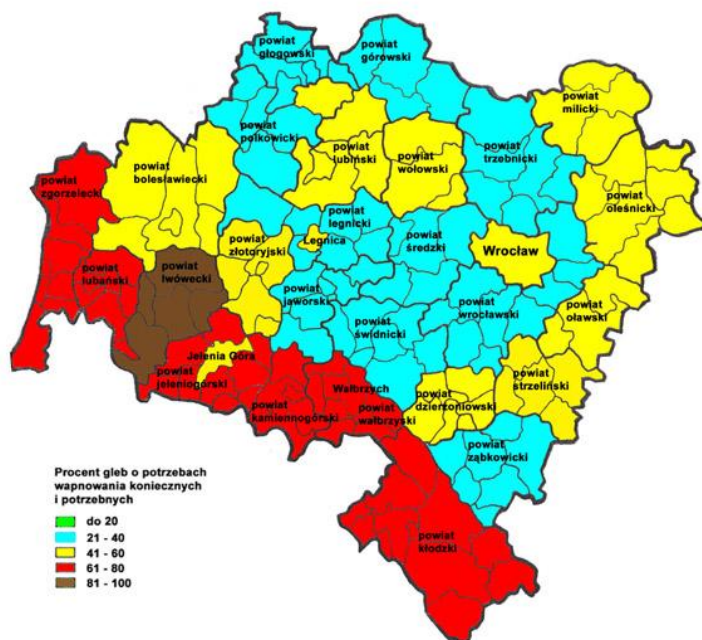 powiat
głogowski
powiat
górowski
powiat
milicki
powiat
polkowicki
powiat
lubiński
powiat
wołowski
powiat
trzebnicki
powiat
zgorzelecki
powiat
bolesławiecki
powiat
oleśnicki
powiat
legnicki
Legnica
powiat
złotoryjski
powiat
średzki
Wrocław
powiat
lubański
powiat
lwówecki
powiat
jaworski
powiat
świdnicki
powiat
wrocławski
powiat
oławski
Jelenia Góra
powiat
jeleniogórski
powiat
kamiennogórski
Wałbrzych
powiat
wałbrzyski
powiat
dzierżoniowski
powiat
strzeliński
powiat
ząbkowicki
powiat
kłodzki
Procent gleb o potrzebach
wapnowania koniecznych
i potrzebnych
do 20
21 - 40
41 - 60
61 - 80
81 - 100